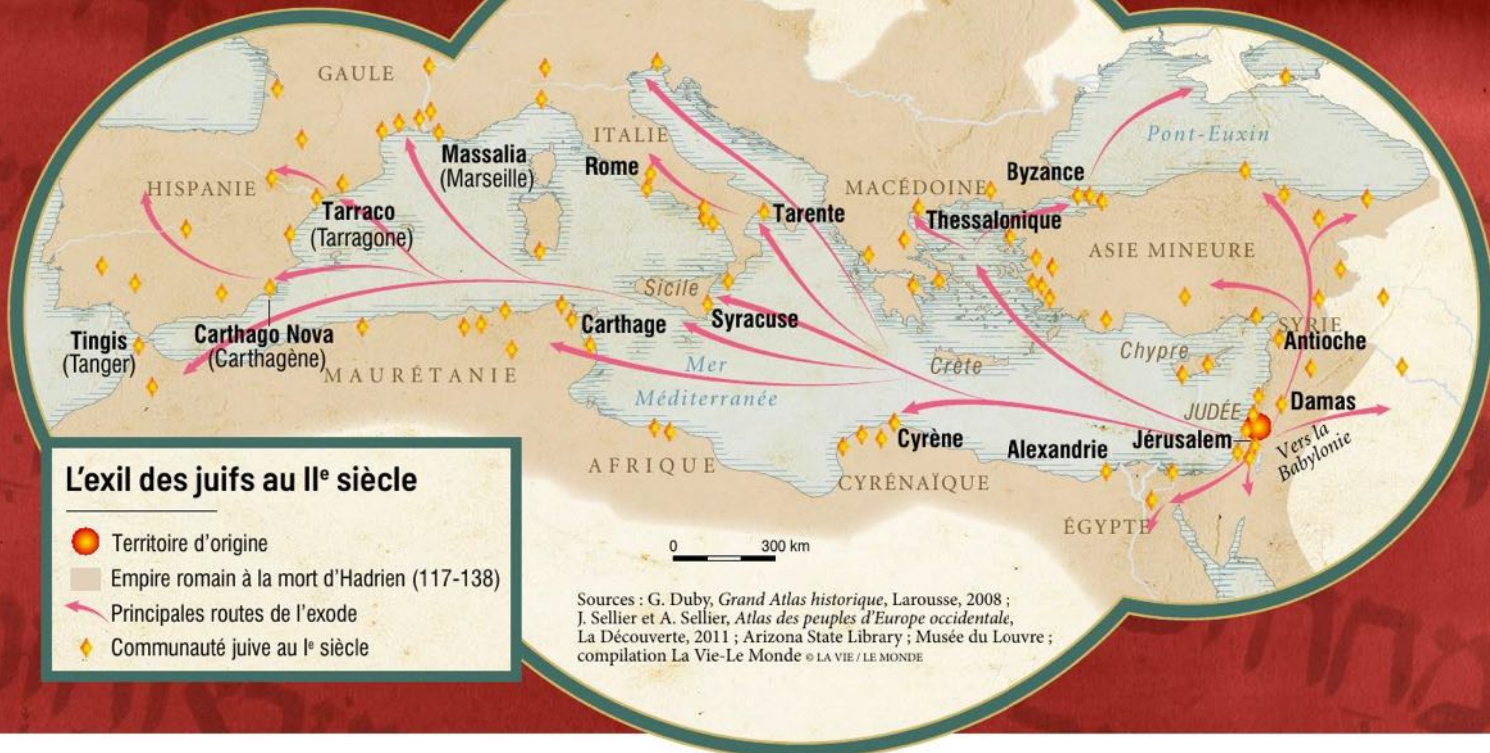 GAULE
Pont-Euxin
ITALIE
Massalia
(Marseille)
Rome
Byzance
HISPANIE
MACÉDOINE
Tarraco
(Tarragone)
Tarente
Thessalonique
ASIE MINEURE
Sicile
Syracuse
Carthage
Tingis
(Tanger)
Carthago Nova
(Carthagène)
SYRIE
Antioche
Chypre
Crète
MAURÉTANIE
Mer
Méditerranée
JUDÉE
Damas
Cyrène
Alexandrie
Jérusalem
Vers la
Babylonie
AFRIQUE
CYRÉNAÏQUE
ÉGYPTE
L'exil des juifs au IIe siècle
Territoire d'origine
Empire romain à la mort d'Hadrien (117-138)
Principales routes de l'exode
Communauté juive au Ie siècle
0 300 km
Sources : G. Duby, Grand Atlas historique, Larousse, 2008 ;
J. Sellier et A. Sellier, Atlas des peuples d'Europe occidentale,
La Découverte, 2011 ; Arizona State Library ; Musée du Louvre ;
compilation La Vie-Le Monde © LA VIE / LE MONDE